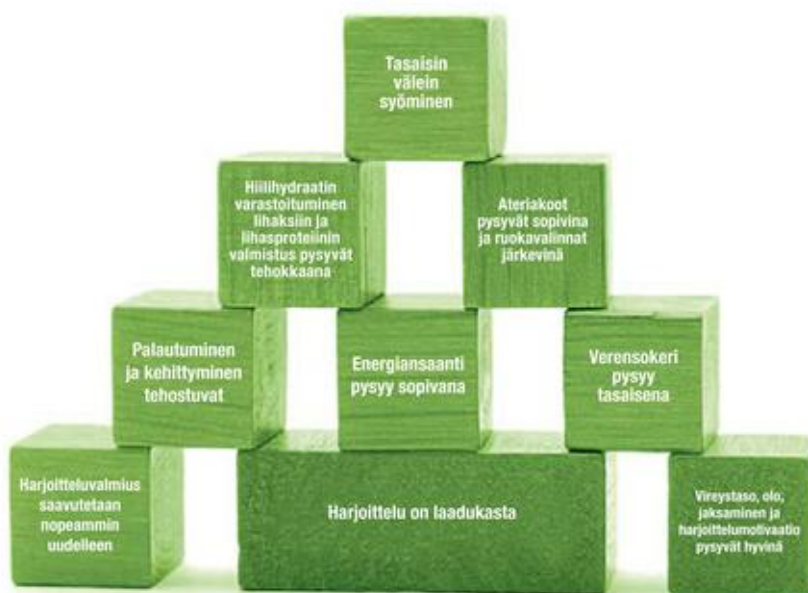 Tasaisin
välein
syöminen
Hiilihydraatin
varastoituminen
lihaksiin ja
lihasproteiinin
valmistus pysyvät
tehokkaana
Ateriakoot
pysyvät sopivina
ja ruokavalinnat
järkevinä
Palautuminen
ja kehittyminen
tehostuvat
Energiansaanti
pysyy sopivana
Verensokeri
pysyy
tasaisena
Harjoitteluvalmius
saavutetaan
nopeammin
uudelleen
Harjoittelu on laadukasta
Vireystaso, olo,
jaksaminen ja
harjoittelumotivaatio
pysyvät hyvinä